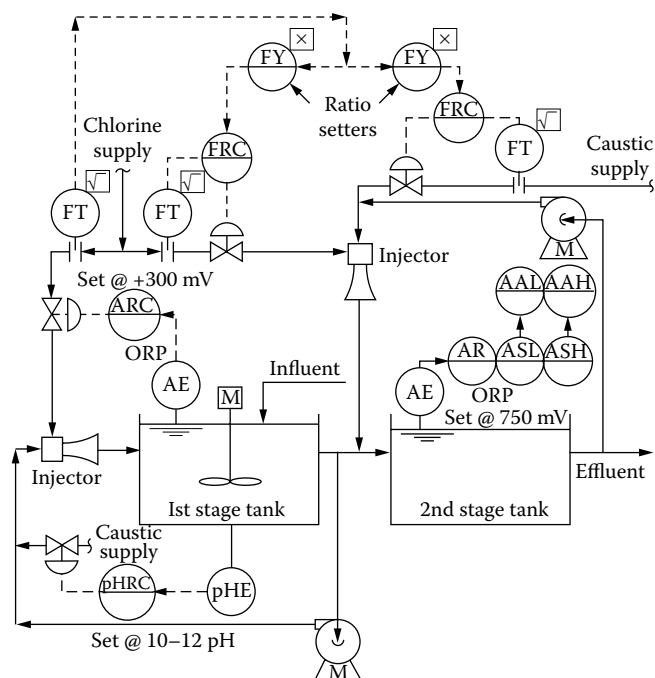 ×
×
FY
FY
Ratio
setters
Chlorine
supply
FRC
FRC
√
FT
Caustic
supply
√
√
FT
FT
M
Injector
Set @ +300 mV
AAL
AAH
ARC
ORP
AR
ASL
ASH
Influent
AE
M
AE
ORP
Set @ 750 mV
Injector
Effluent
Ist stage tank
2nd stage tank
Caustic
supply
pHRC
pHE
Set @ 10–12 pH
M